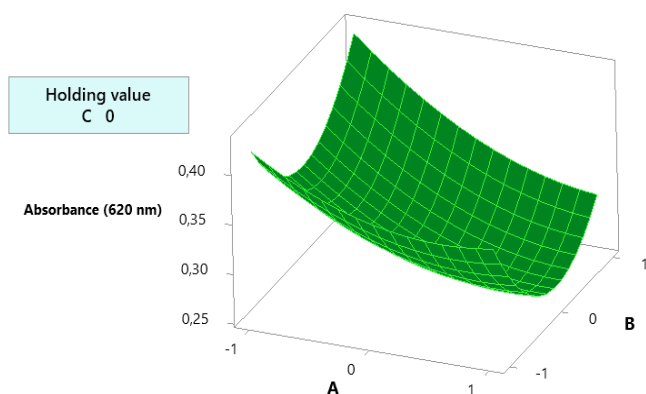 Holding value
C 0
0,40
Absorbance (620 nm)
0,35
0,30
0,25
-1
0
1
A
-1
0
1
B